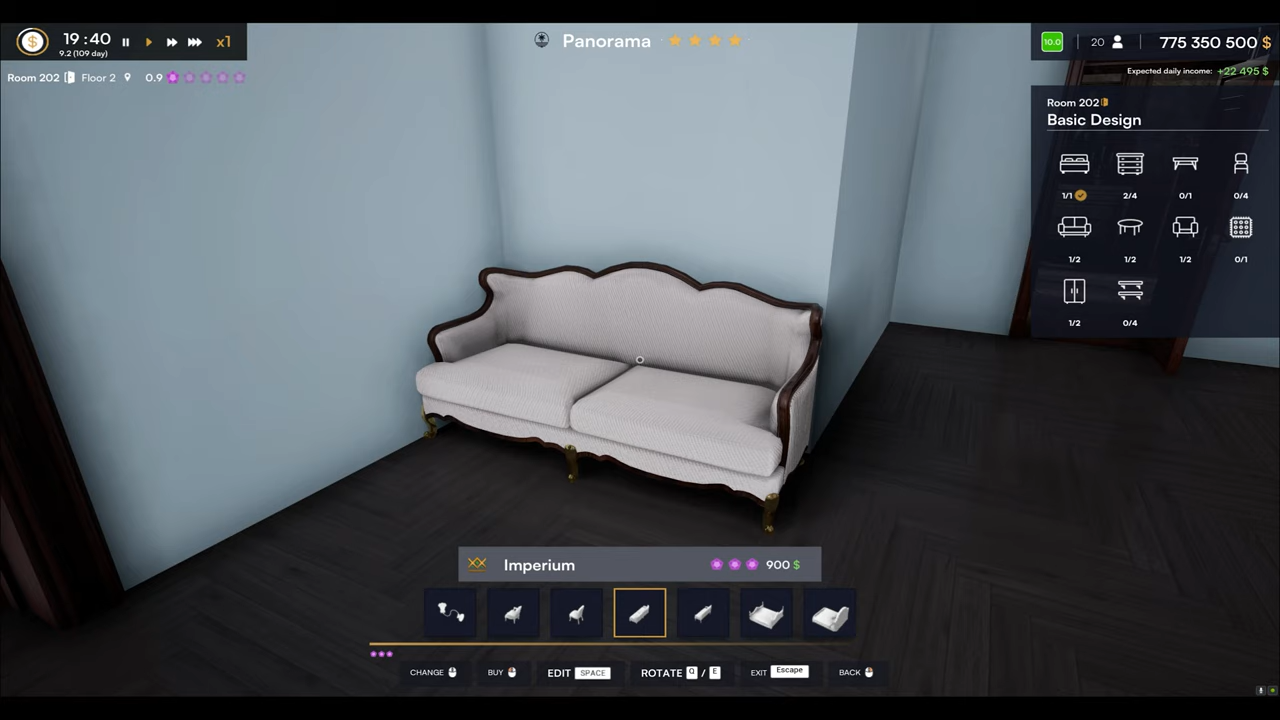 19:40
x1
9.2 (109 day)
Room 202 Floor 2 0.9
Panorama
10.0 20 775 350 500 $
Expected daily income: +22 495 $
Room 202
Basic Design
1/1 2/4 0/1 0/4
1/2 1/2 1/2 0/1
1/2 0/4
Imperium 900 $
CHANGE BUY EDIT SPACE ROTATE Q / E EXIT Escape BACK